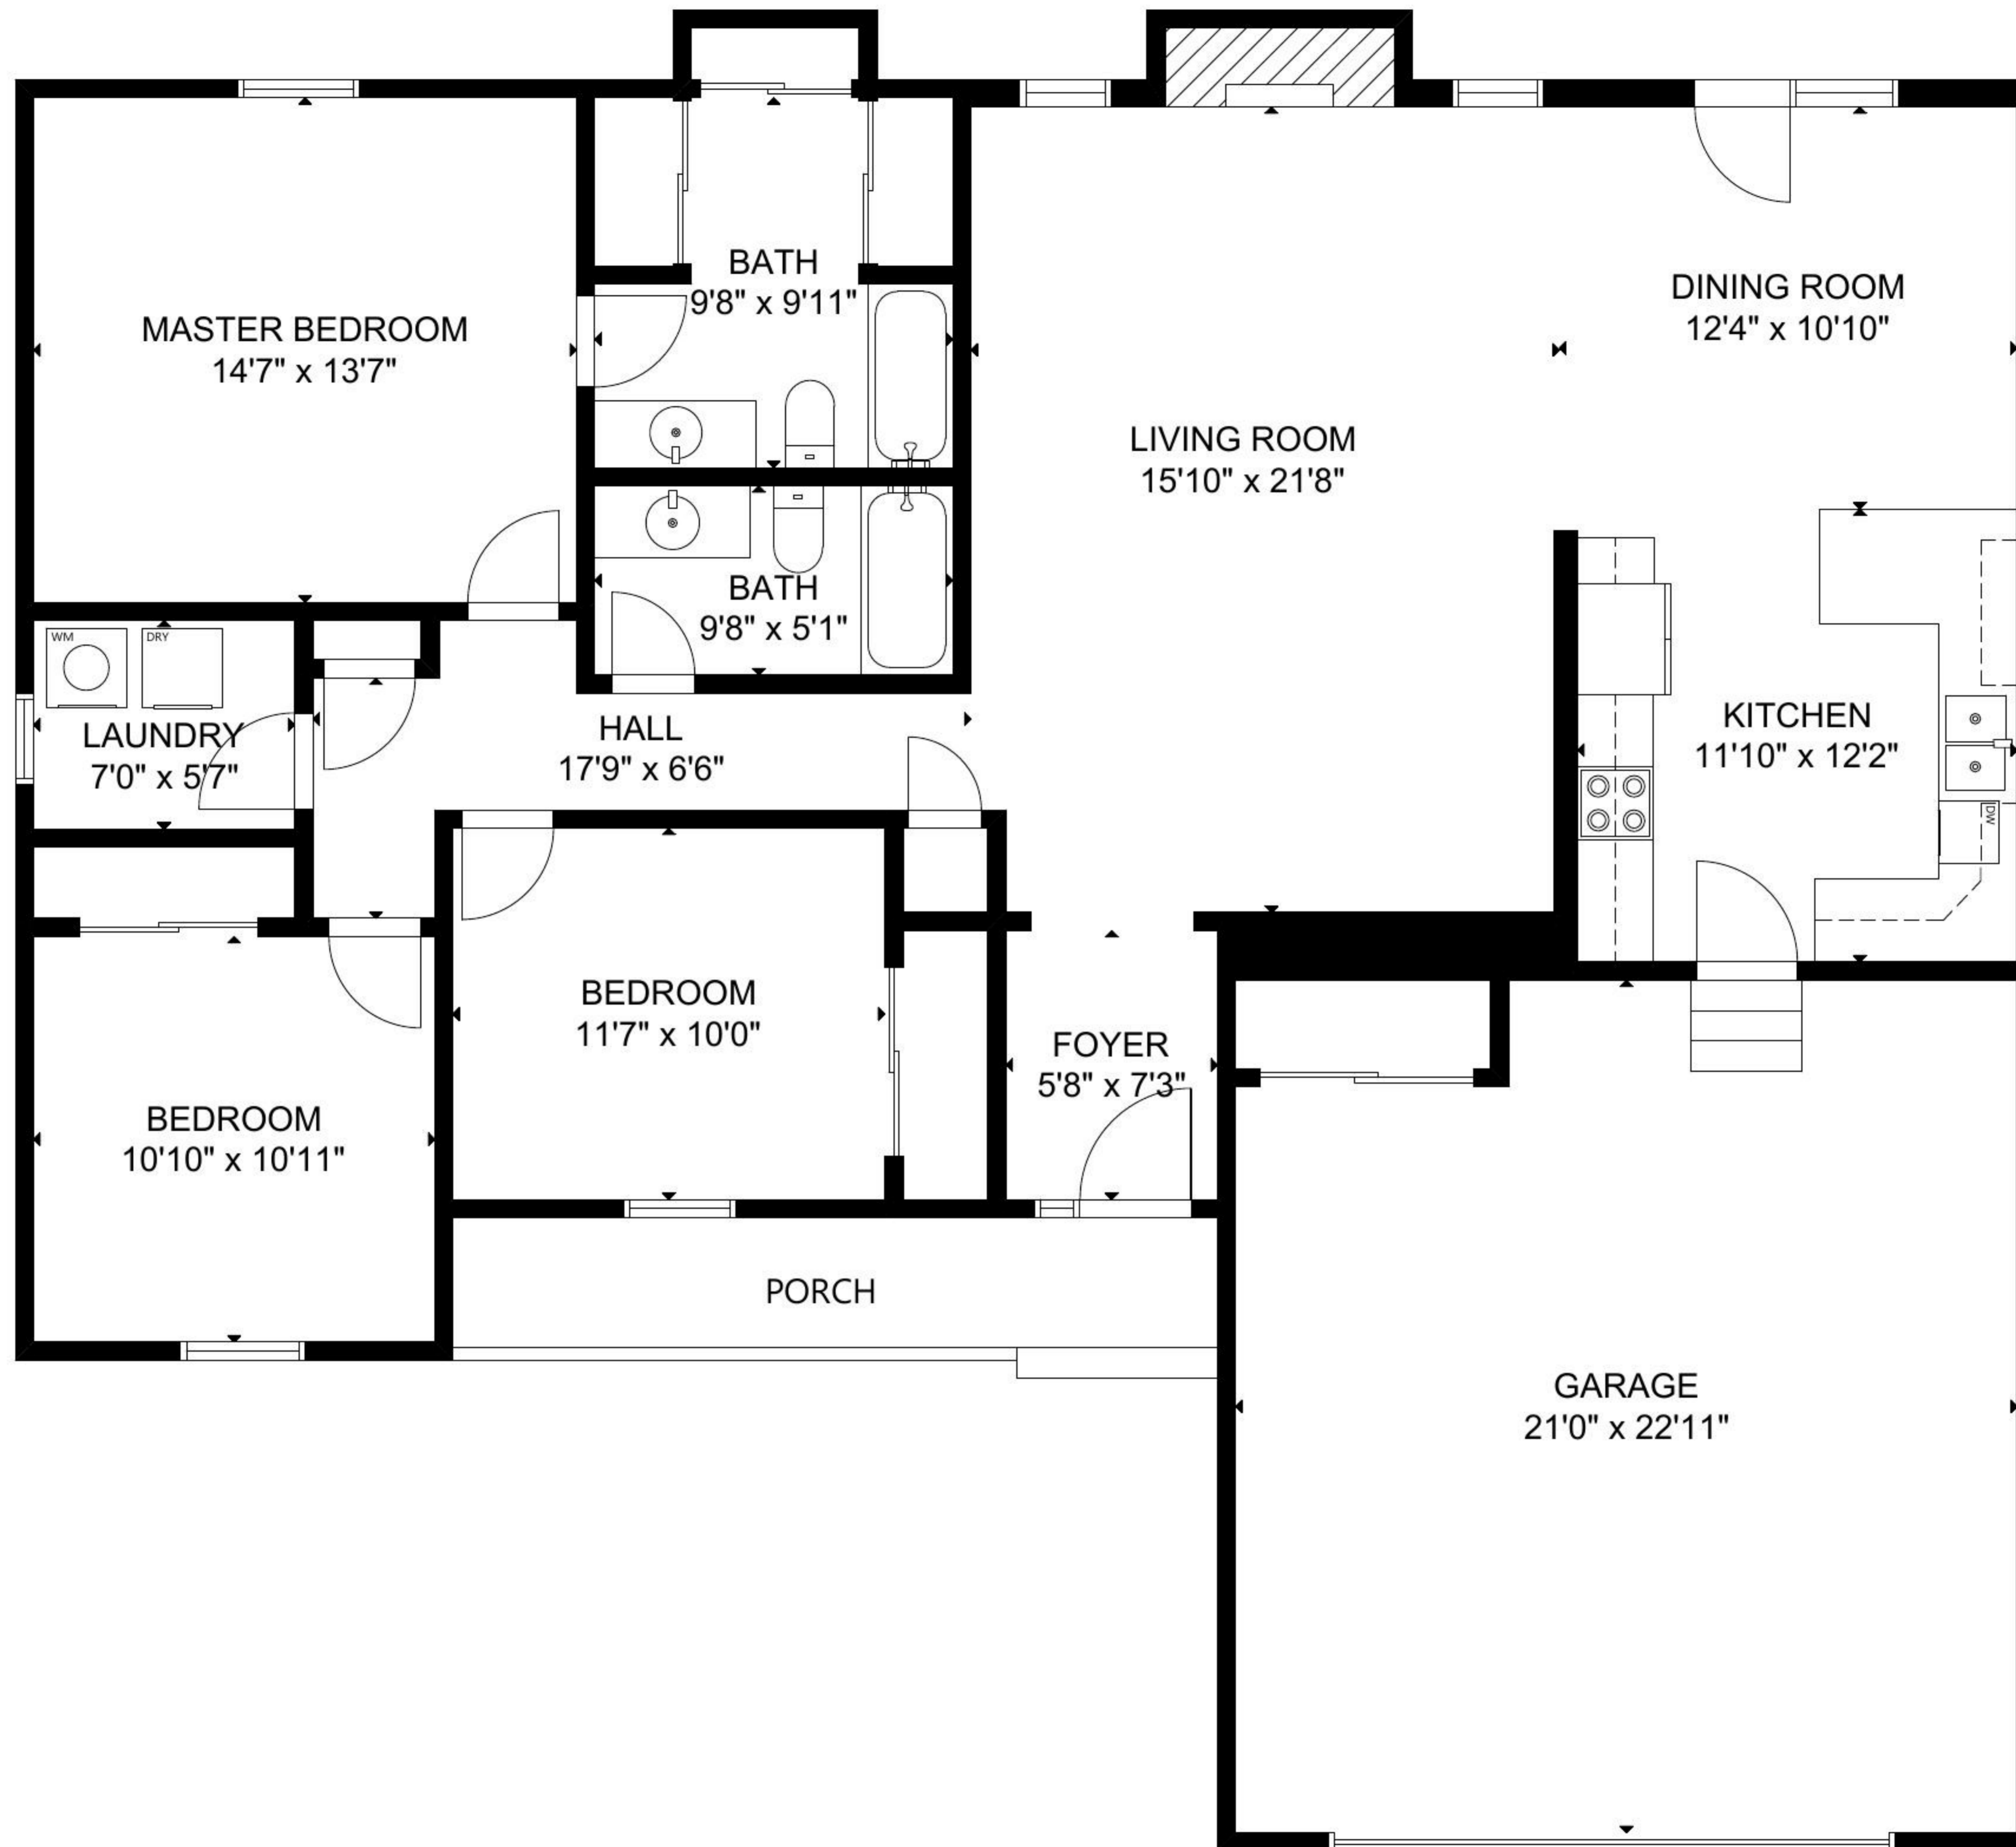 BATH
9'8" x 9'11"
DINING ROOM
12'4" x 10'10"
MASTER BEDROOM
14'7" x 13'7"
LIVING ROOM
15'10" x 21'8"
BATH
9'8" x 5'1"
WM
DRY
LAUNDRY
7'0" x 5'7"
HALL
17'9" x 6'6"
KITCHEN
11'10" x 12'2"
DW
BEDROOM
11'7" x 10'0"
FOYER
5'8" x 7'3"
BEDROOM
10'10" x 10'11"
PORCH
GARAGE
21'0" x 22'11"